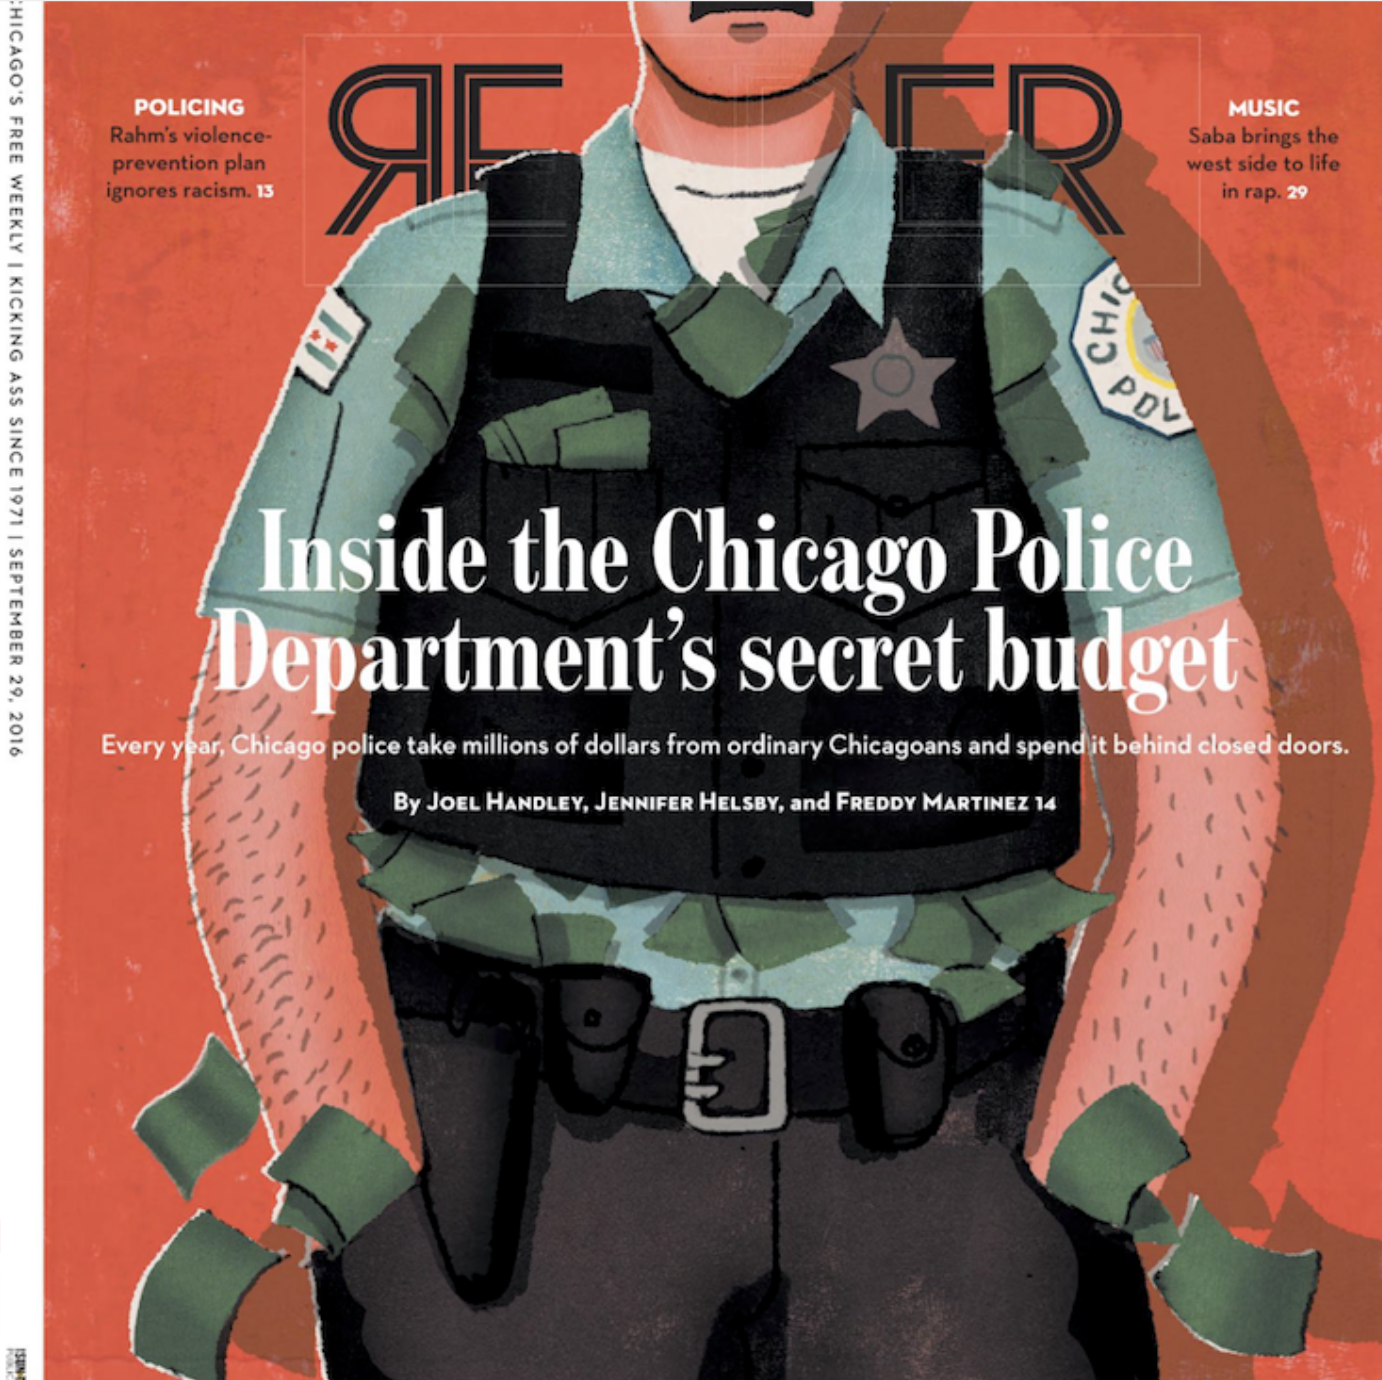 CHICAGO'S FREE WEEKLY | KICKING ASS SINCE 1971 | SEPTEMBER 29, 2016
POLICING
Rahm's violence-
prevention plan
ignores racism. 13
MUSIC
Saba brings the
west side to life
in rap. 29
Inside the Chicago Police
Department's secret budget
Every year, Chicago police take millions of dollars from ordinary Chicagoans and spend it behind closed doors.
By JOEL HANDLEY, JENNIFER HELSBY, and FREDDY MARTINEZ 14